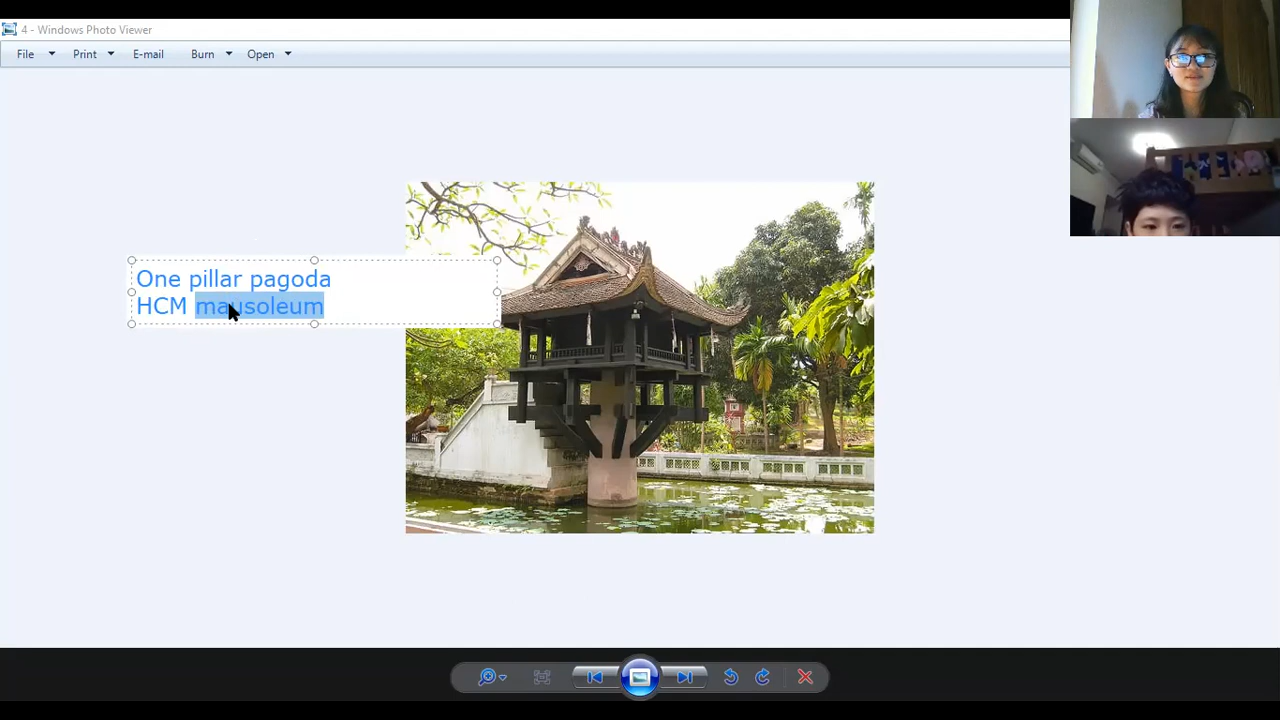 4 - Windows Photo Viewer
File Print E-mail Burn Open
One pillar pagoda
HCM mausoleum